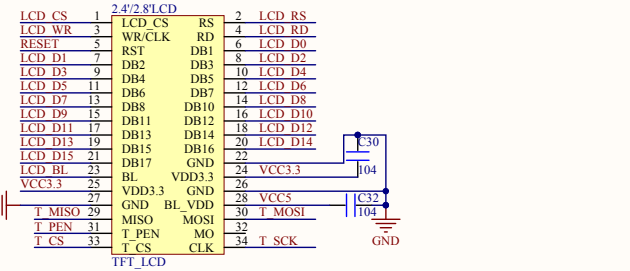 2.4'/2.8'LCD
LCD_CS 1 LCD_CS RS 2 LCD_RS
LCD_WR 3 WR/CLK RD 4 LCD_RD
RESET 5 RST DB1 6 LCD_D0
LCD_D1 7 DB2 DB3 8 LCD_D2
LCD_D3 9 DB4 DB5 10 LCD_D4
LCD_D5 11 DB6 DB7 12 LCD_D6
LCD_D7 13 DB8 DB10 14 LCD_D8
LCD_D9 15 DB11 DB12 16 LCD_D10
LCD_D11 17 DB13 DB14 18 LCD_D12
LCD_D13 19 DB15 DB16 20 LCD_D14 C30
LCD_D15 21 DB17 GND 22
LCD_BL 23 BL VDD3.3 24 VCC3.3 104
VCC3.3 25 VDD3.3 GND 26
27 GND BL_VDD 28 VCC5 C32
T_MISO 29 MISO MOSI 30 T_MOSI 104
T_PEN 31 T_PEN MO 32
T_CS 33 T_CS CLK 34 T_SCK GND
TFT_LCD